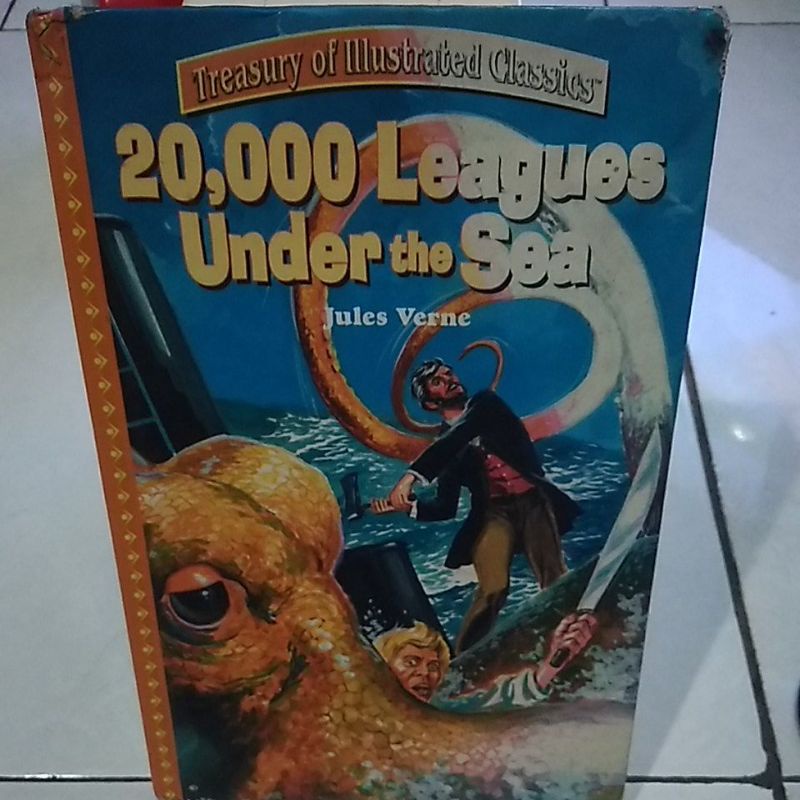 Treasury of Illustrated Classics™
20,000 Leagues
Under the Sea
Jules Verne